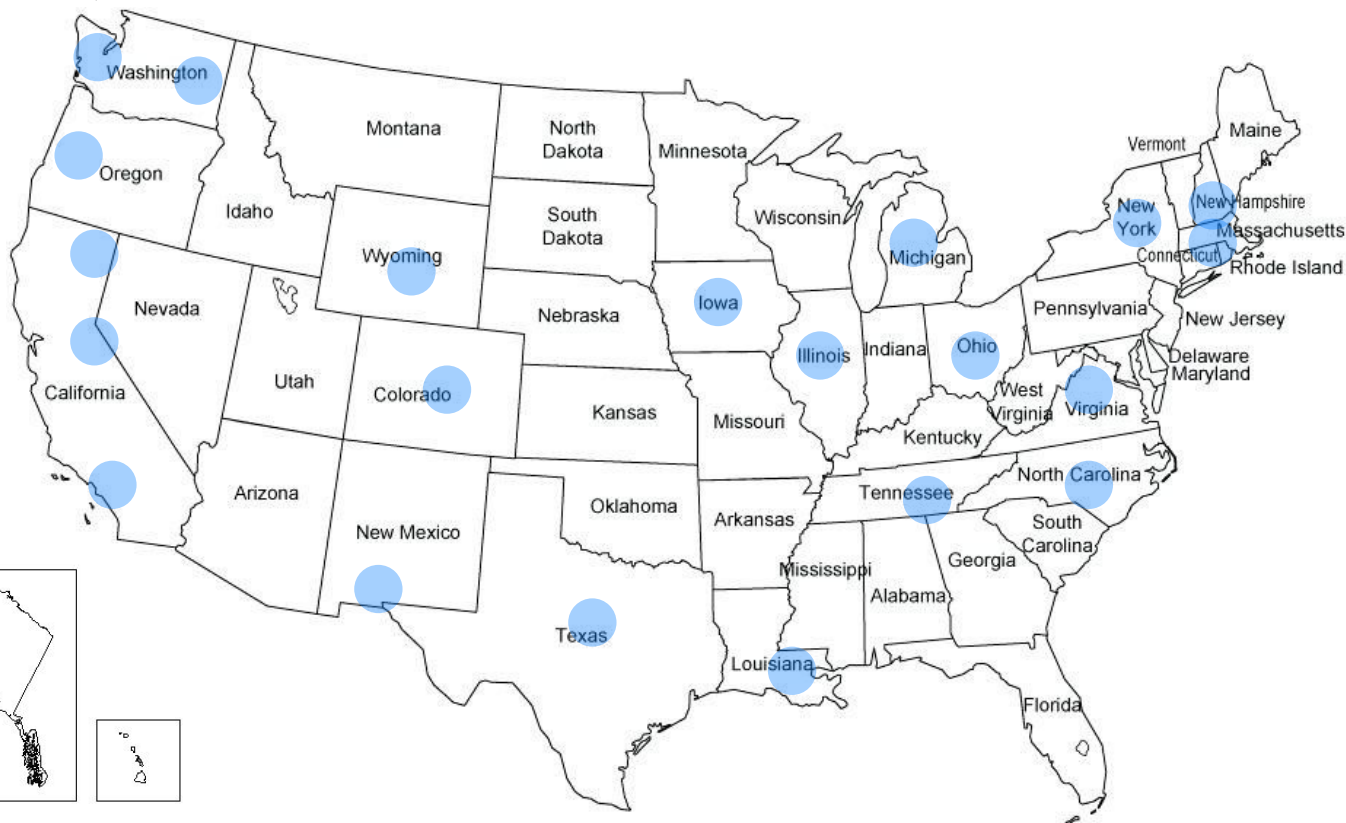 Washington
Montana
North
Dakota
Minnesota
Vermont
Maine
Oregon
Idaho
Wyoming
South
Dakota
Wisconsin
Michigan
New
York
New Hampshire
Massachusetts
Connecticut
Rhode Island
Nevada
Utah
Colorado
Nebraska
Iowa
Illinois
Indiana
Ohio
Pennsylvania
New Jersey
Delaware
Maryland
California
Kansas
Missouri
Kentucky
West
Virginia
Virginia
Arizona
New Mexico
Oklahoma
Arkansas
Tennessee
North Carolina
South
Carolina
Texas
Louisiana
Mississippi
Alabama
Georgia
Florida